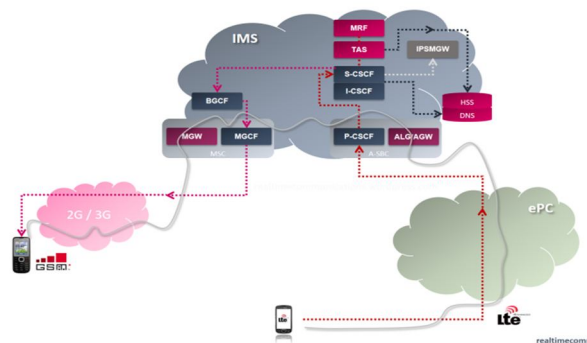 IMS
MRF
TAS
IPSMGW
S-CSCF
I-CSCF
BGCF
HSS
DNS
MGW
MGCF
P-CSCF
ALG/AGW
MSC
A-SBC
2G / 3G
ePC
GSM
Lte
Lte
realtimecom